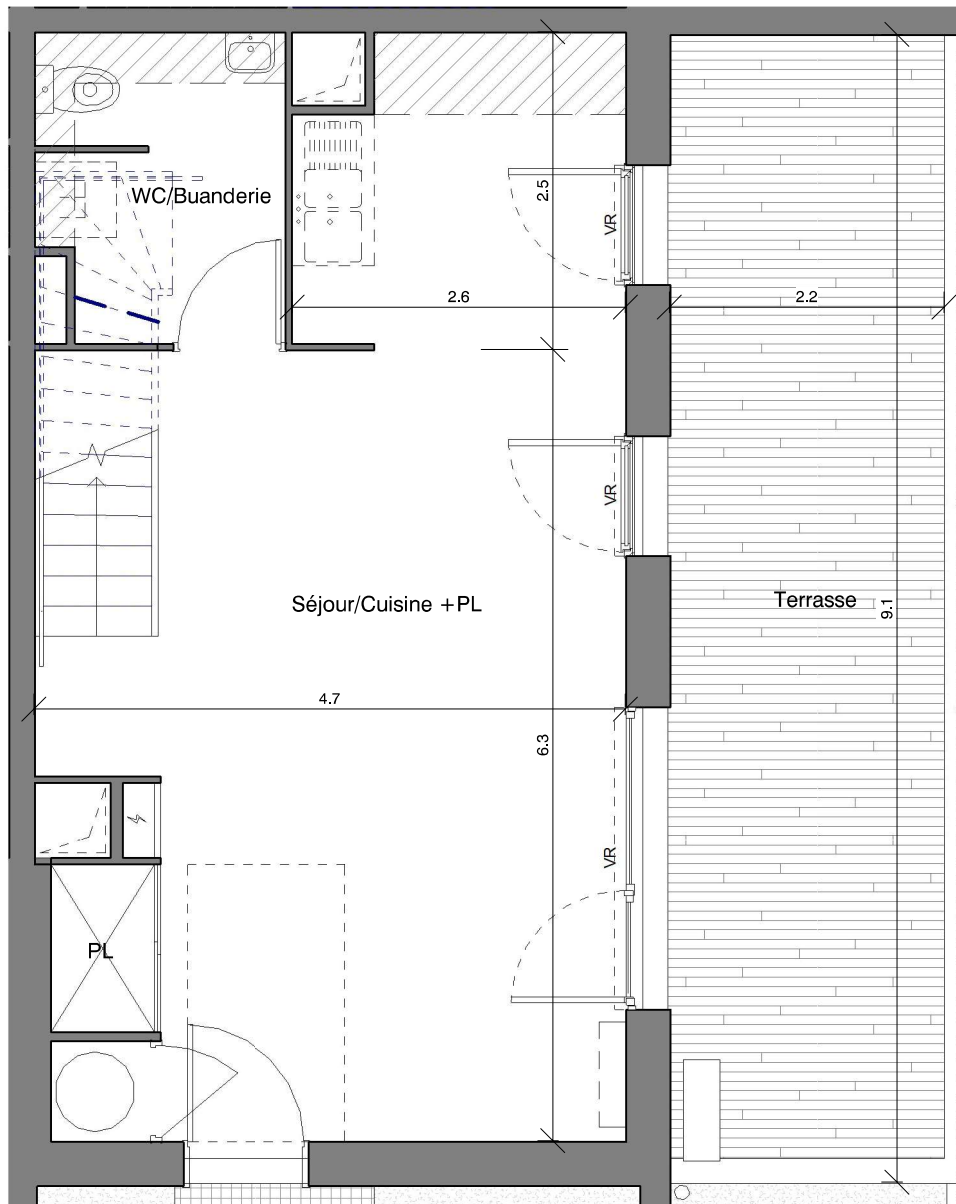 WC/Buanderie
2.5
VR
2.6
2.2
VR
Séjour/Cuisine +PL
Terrasse
9.1
4.7
6.3
VR
PL